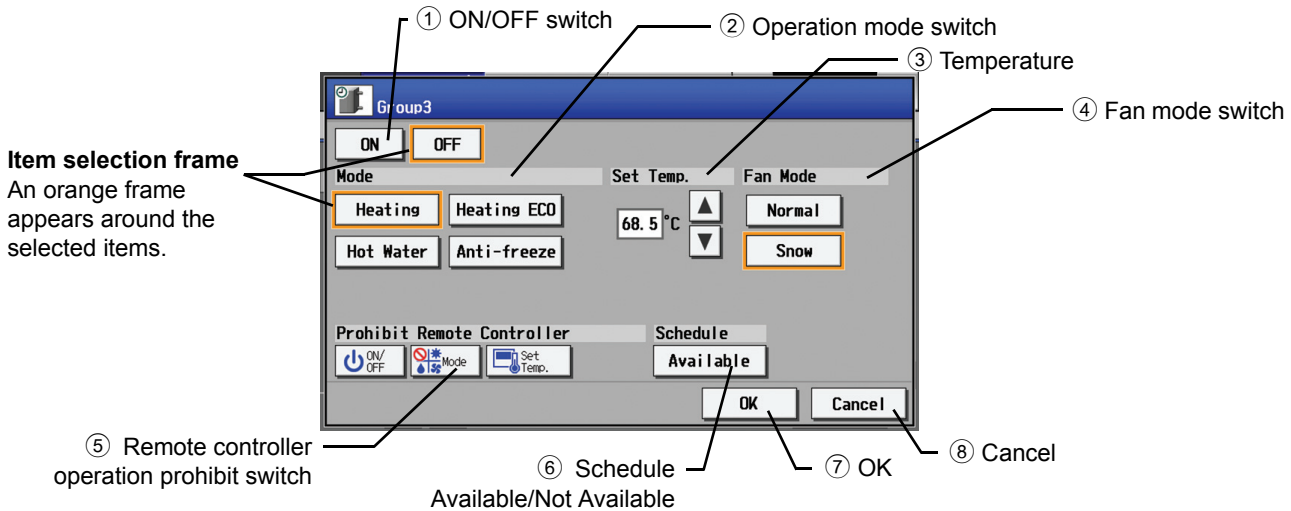 ① ON/OFF switch
② Operation mode switch
③ Temperature
④ Fan mode switch
Item selection frame
An orange frame
appears around the
selected items.
Group3
ON OFF
Mode Set Temp. Fan Mode
Heating Heating ECO 68.5 °C Normal
Hot Water Anti-freeze Snow
Prohibit Remote Controller Schedule
ON/
OFF
Mode
Set
Temp.
Available
OK Cancel
⑤ Remote controller
operation prohibit switch
⑥ Schedule
Available/Not Available
⑦ OK
⑧ Cancel